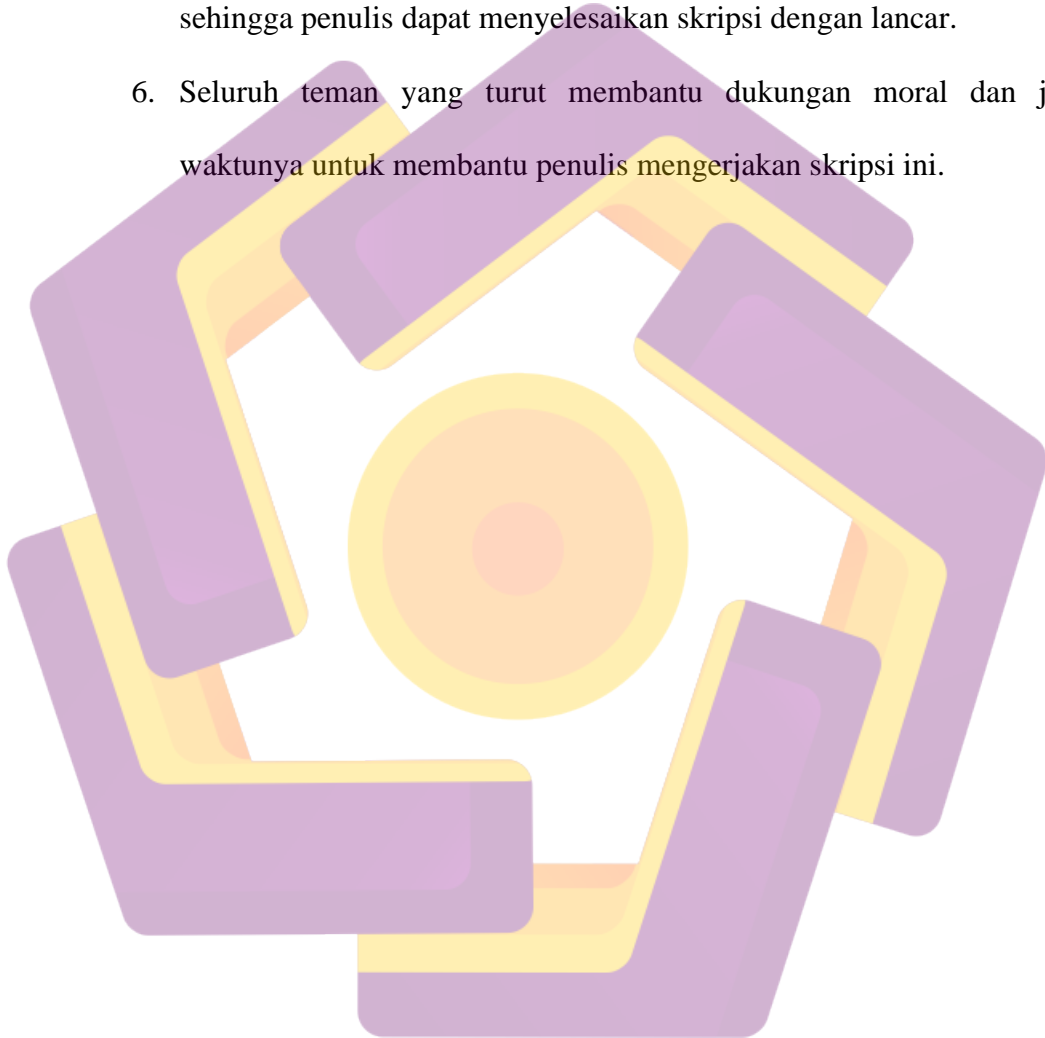 sehingga penulis dapat menyelesaikan skripsi dengan lancar.
6. Seluruh teman yang turut membantu dukungan moral dan j
waktunya untuk membantu penulis mengerjakan skripsi ini.